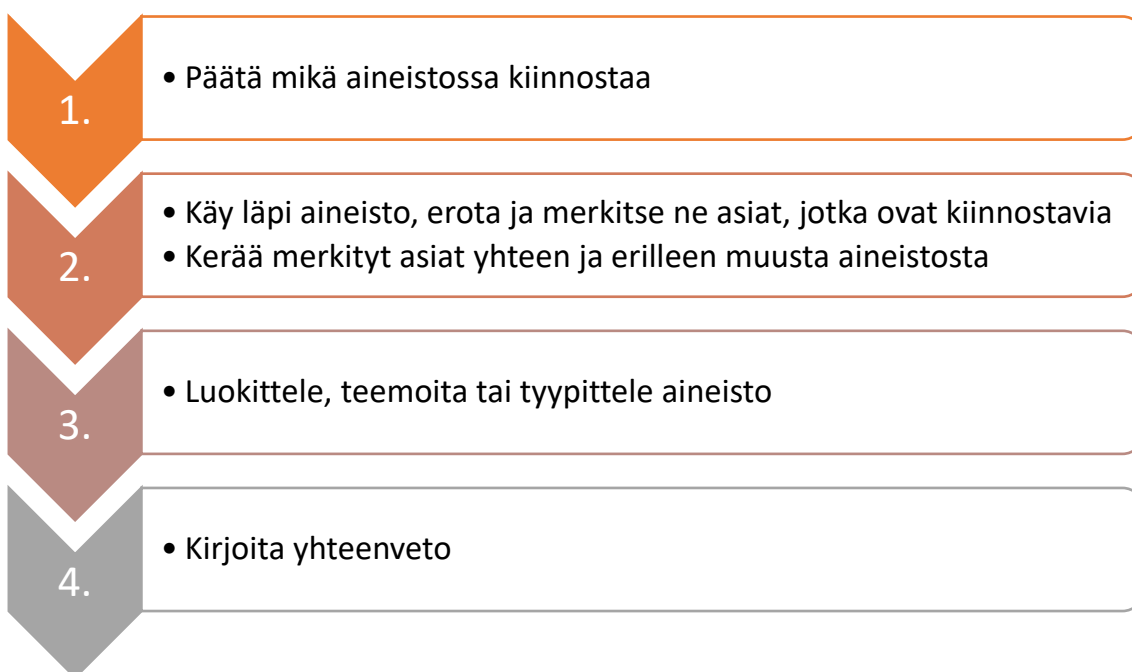 1.
• Päätä mikä aineistossa kiinnostaa
2.
• Käy läpi aineisto, erota ja merkitse ne asiat, jotka ovat kiinnostavia
• Kerää merkityt asiat yhteen ja erilleen muusta aineistosta
3.
• Luokittele, teemoita tai tyypittele aineisto
4.
• Kirjoita yhteenveto